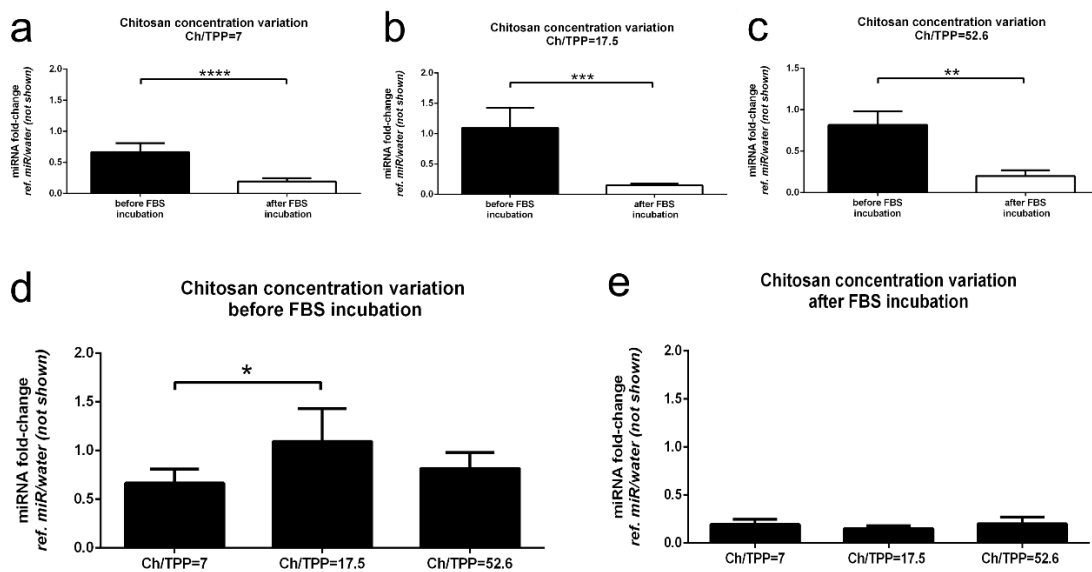 a
Chitosan concentration variation
Ch/TPP=7
miRNA fold-change
ref. miR/water (not shown)
2.0
1.5
1.0
0.5
0.0
****
before FBS
incubation
after FBS
incubation
b
Chitosan concentration variation
Ch/TPP=17.5
miRNA fold-change
ref. miR/water (not shown)
2.0
1.5
1.0
0.5
0.0
***
before FBS
incubation
after FBS
incubation
c
Chitosan concentration variation
Ch/TPP=52.6
miRNA fold-change
ref. miR/water (not shown)
1.5
1.0
0.5
0.0
**
before FBS
incubation
after FBS
incubation
d
Chitosan concentration variation
before FBS incubation
miRNA fold-change
ref. miR/water (not shown)
2.0
1.5
1.0
0.5
0.0
*
Ch/TPP=7
Ch/TPP=17.5
Ch/TPP=52.6
e
Chitosan concentration variation
after FBS incubation
miRNA fold-change
ref. miR/water (not shown)
2.0
1.5
1.0
0.5
0.0
Ch/TPP=7
Ch/TPP=17.5
Ch/TPP=52.6